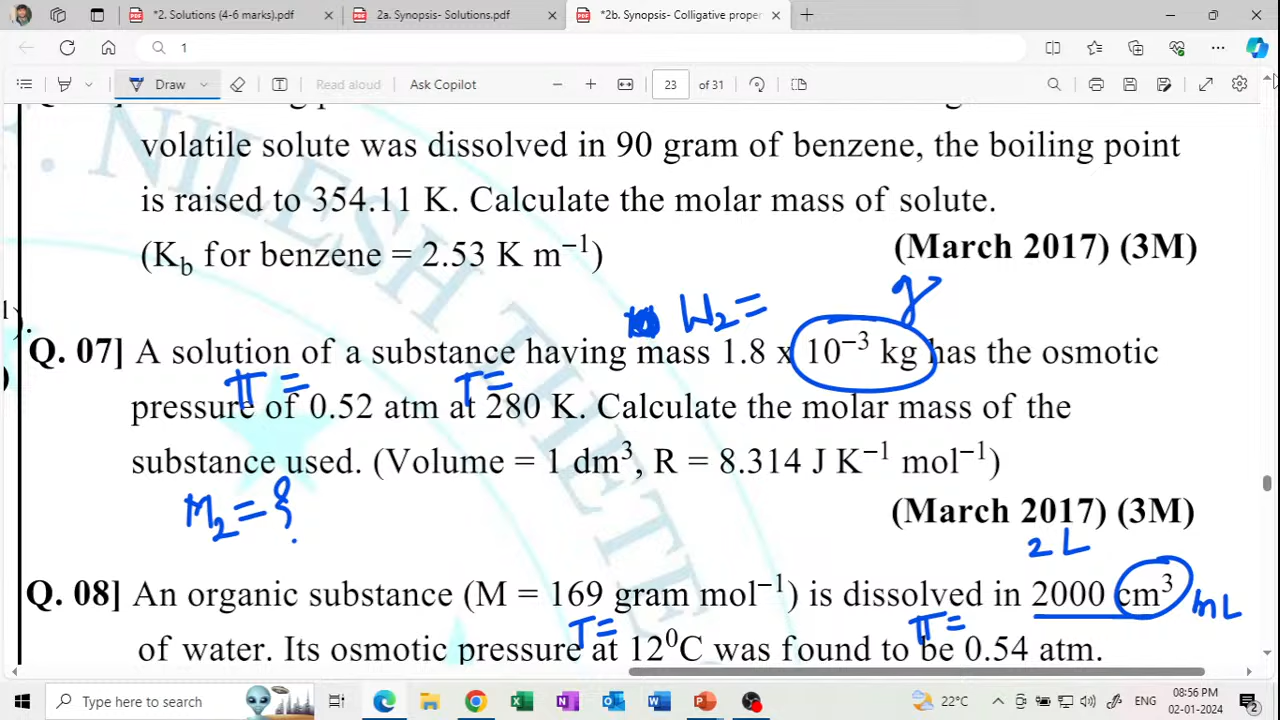 *2. Solutions (4-6 marks).pdf
2a. Synopsis- Solutions.pdf
*2b. Synopsis- Colligative proper
1
Draw
Read aloud
Ask Copilot
23
of 31
volatile solute was dissolved in 90 gram of benzene, the boiling point
is raised to 354.11 K. Calculate the molar mass of solute.
(K_b for benzene = 2.53 K m⁻¹)
(March 2017) (3M)
W₂ =
g
Q. 07] A solution of a substance having mass 1.8 x 10⁻³ kg has the osmotic
π =
T =
pressure of 0.52 atm at 280 K. Calculate the molar mass of the
substance used. (Volume = 1 dm³, R = 8.314 J K⁻¹ mol⁻¹)
M₂ = ?
(March 2017) (3M)
2 L
Q. 08] An organic substance (M = 169 gram mol⁻¹) is dissolved in 2000 cm³
mL
T =
π =
of water. Its osmotic pressure at 12⁰C was found to be 0.54 atm.
. NILESH THETE
Type here to search
22°C
ENG
08:56 PM
02-01-2024
2